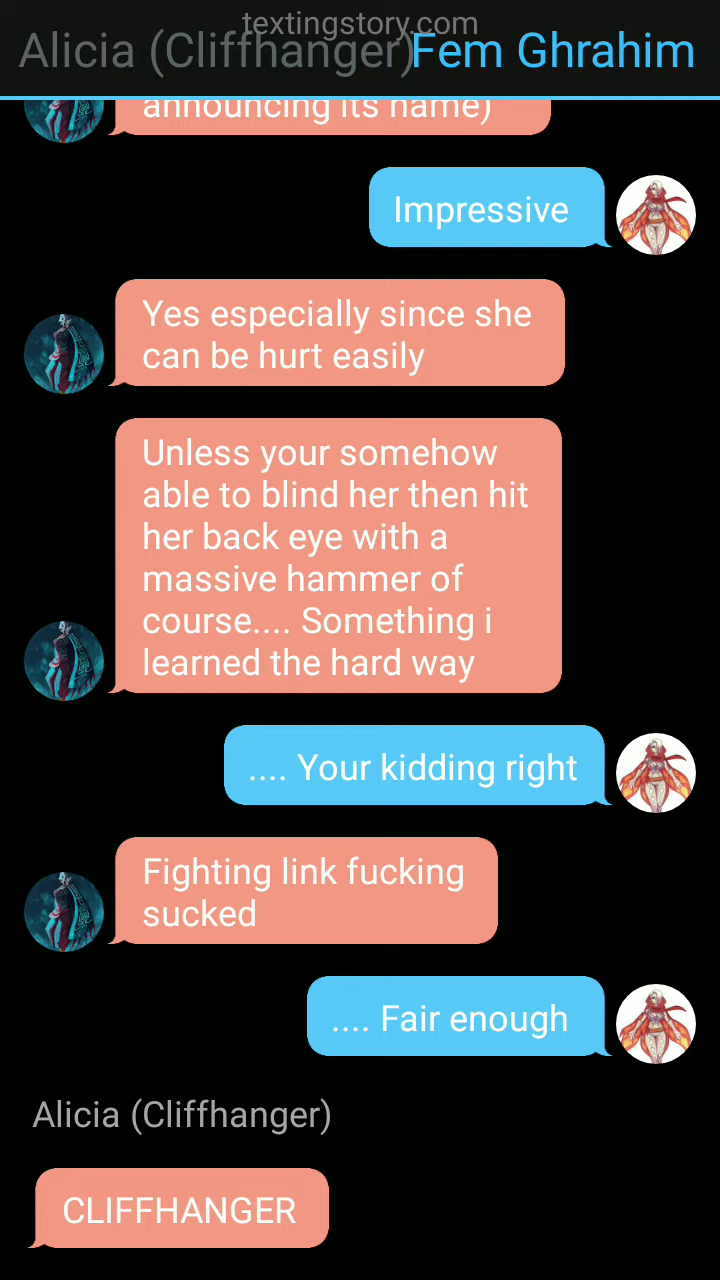 textingstory.com
Alicia (Cliffhanger) Fem Ghrahim
announcing its name)
Impressive
Yes especially since she
can be hurt easily
Unless your somehow
able to blind her then hit
her back eye with a
massive hammer of
course.... Something i
learned the hard way
.... Your kidding right
Fighting link fucking
sucked
.... Fair enough
Alicia (Cliffhanger)
CLIFFHANGER